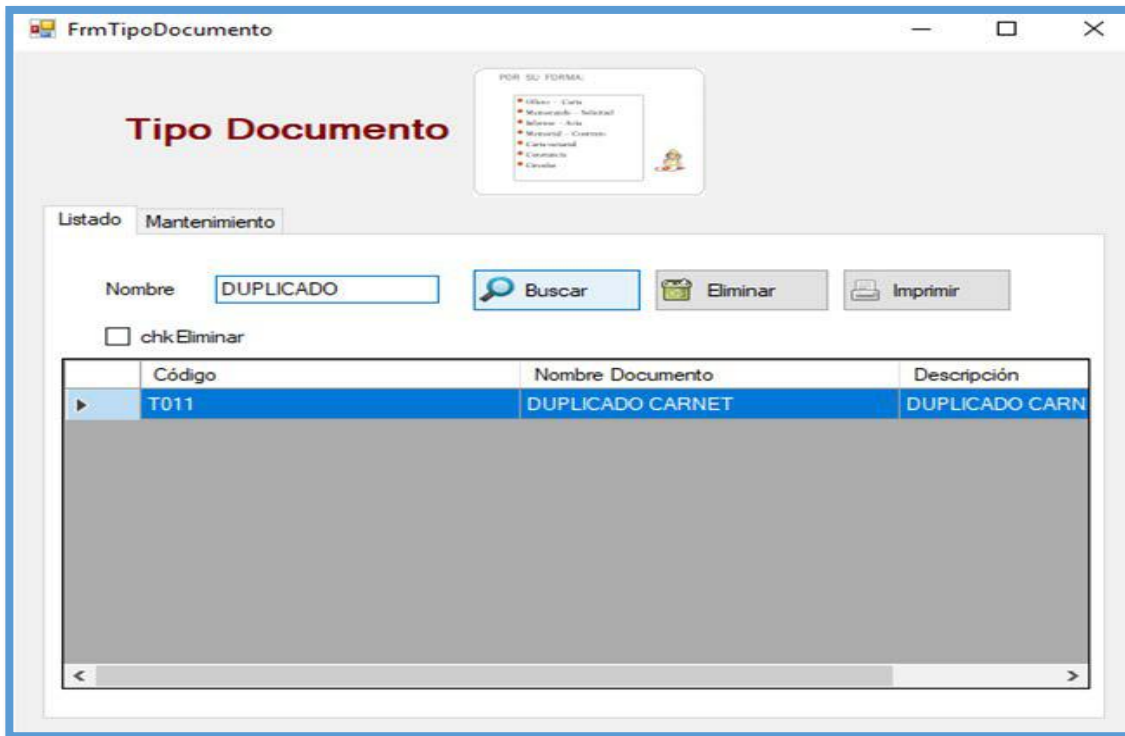 FrmTipoDocumento
POR SU FORMA:
Tipo Documento
Listado Mantenimiento
Nombre DUPLICADO Buscar Eliminar Imprimir
chkEliminar
Código Nombre Documento Descripción
T011 DUPLICADO CARNET DUPLICADO CARN